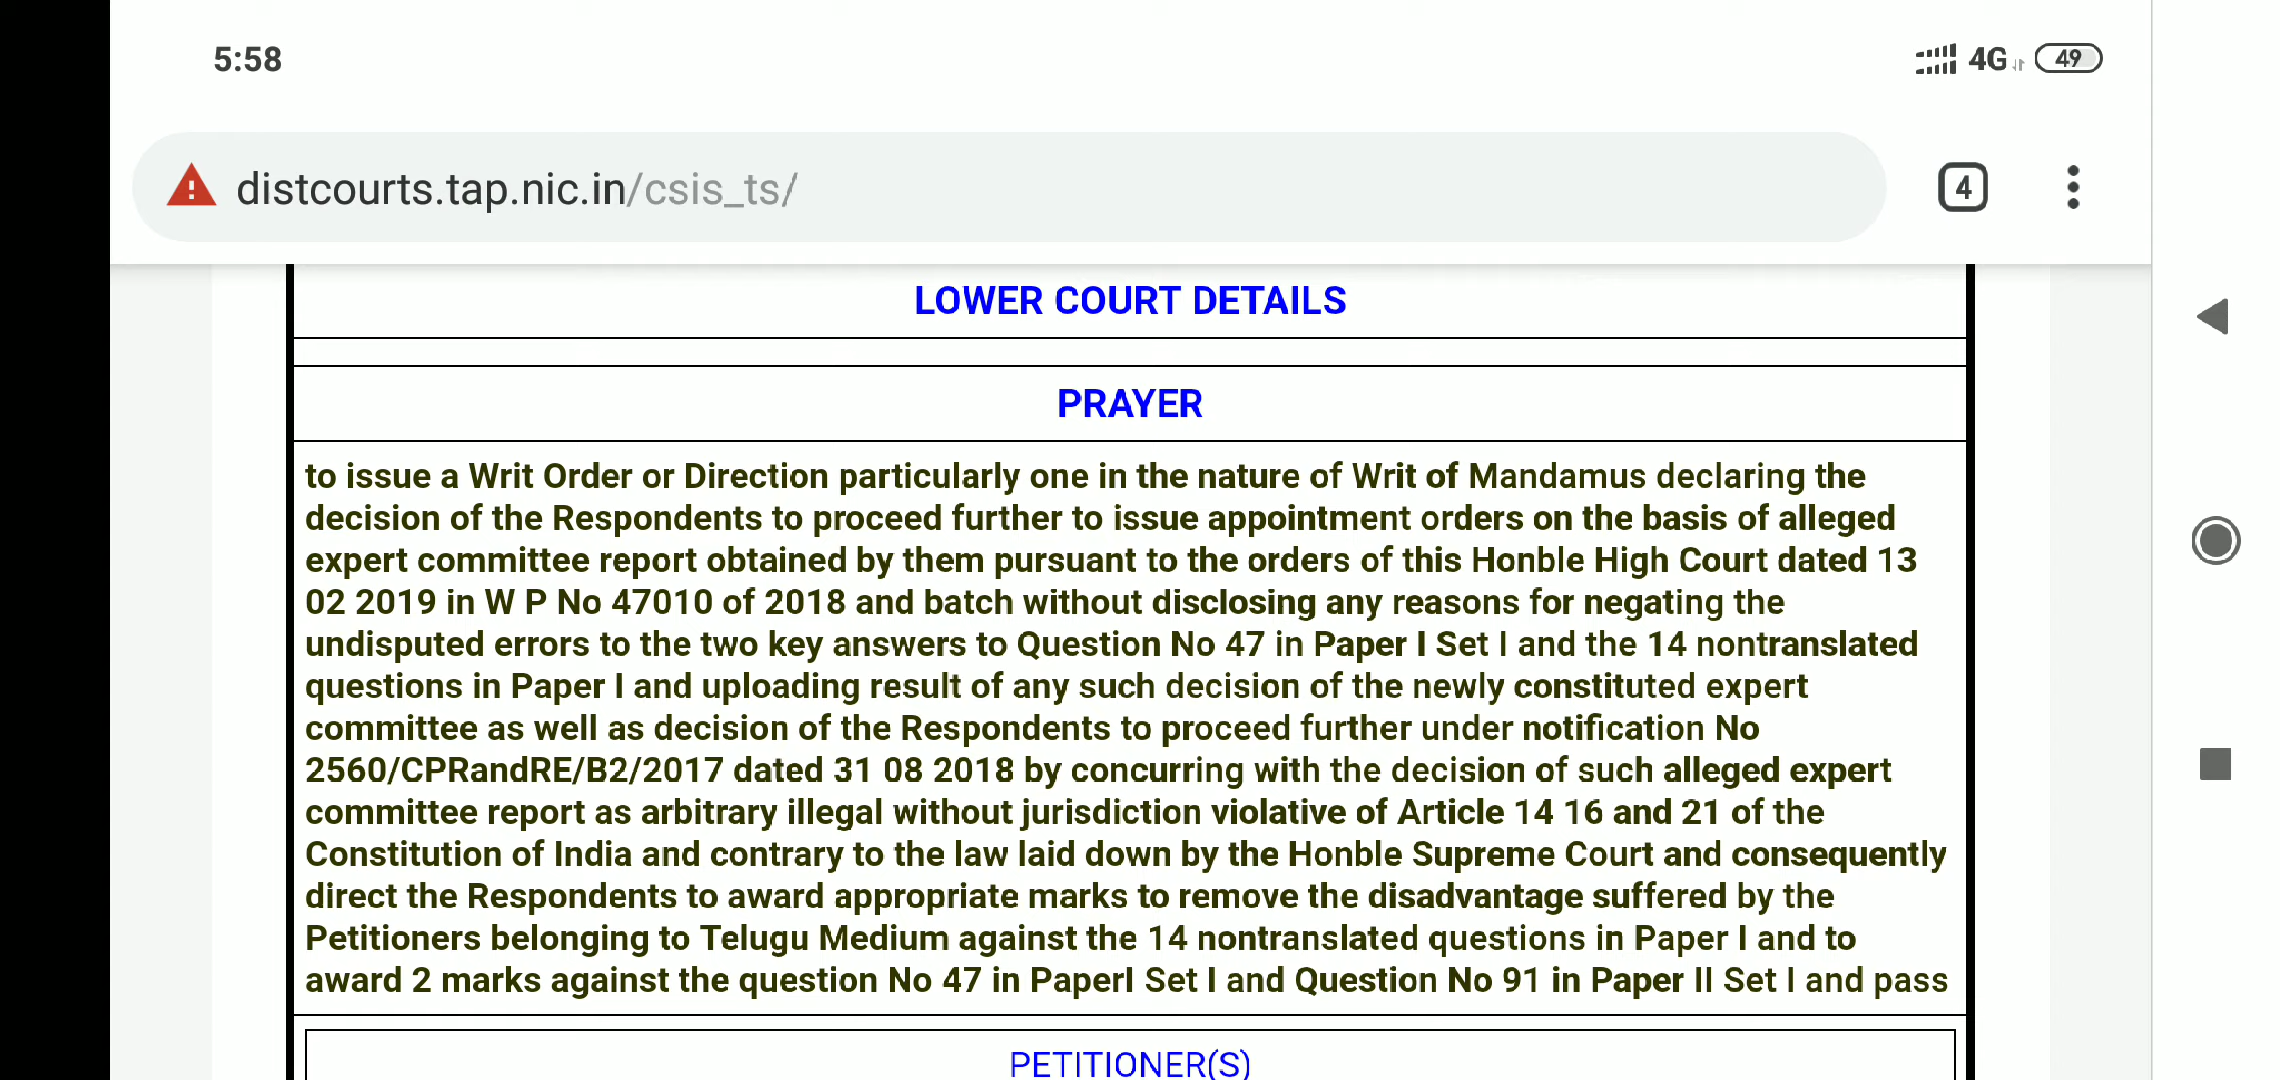 5:58
4G 49
distcourts.tap.nic.in/csis_ts/
4
LOWER COURT DETAILS
PRAYER
to issue a Writ Order or Direction particularly one in the nature of Writ of Mandamus declaring the
decision of the Respondents to proceed further to issue appointment orders on the basis of alleged
expert committee report obtained by them pursuant to the orders of this Honble High Court dated 13
02 2019 in W P No 47010 of 2018 and batch without disclosing any reasons for negating the
undisputed errors to the two key answers to Question No 47 in Paper I Set I and the 14 nontranslated
questions in Paper I and uploading result of any such decision of the newly constituted expert
committee as well as decision of the Respondents to proceed further under notification No
2560/CPRandRE/B2/2017 dated 31 08 2018 by concurring with the decision of such alleged expert
committee report as arbitrary illegal without jurisdiction violative of Article 14 16 and 21 of the
Constitution of India and contrary to the law laid down by the Honble Supreme Court and consequently
direct the Respondents to award appropriate marks to remove the disadvantage suffered by the
Petitioners belonging to Telugu Medium against the 14 nontranslated questions in Paper I and to
award 2 marks against the question No 47 in PaperI Set I and Question No 91 in Paper II Set I and pass
PETITIONER(S)